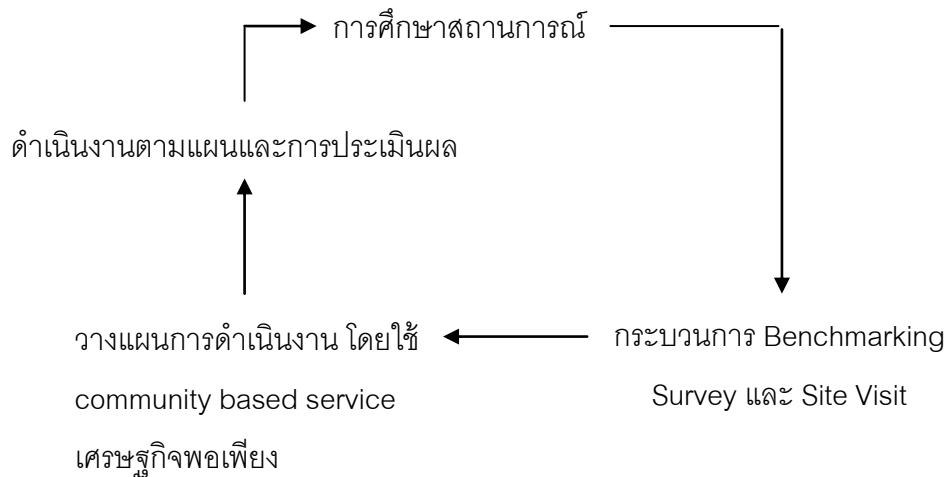 การศึกษาสถานการณ์
ดำเนินงานตามแผนและการประเมินผล
วางแผนการดำเนินงาน โดยใช้
community based service
เศรษฐกิจพอเพียง
กระบวนการ Benchmarking
Survey และ Site Visit